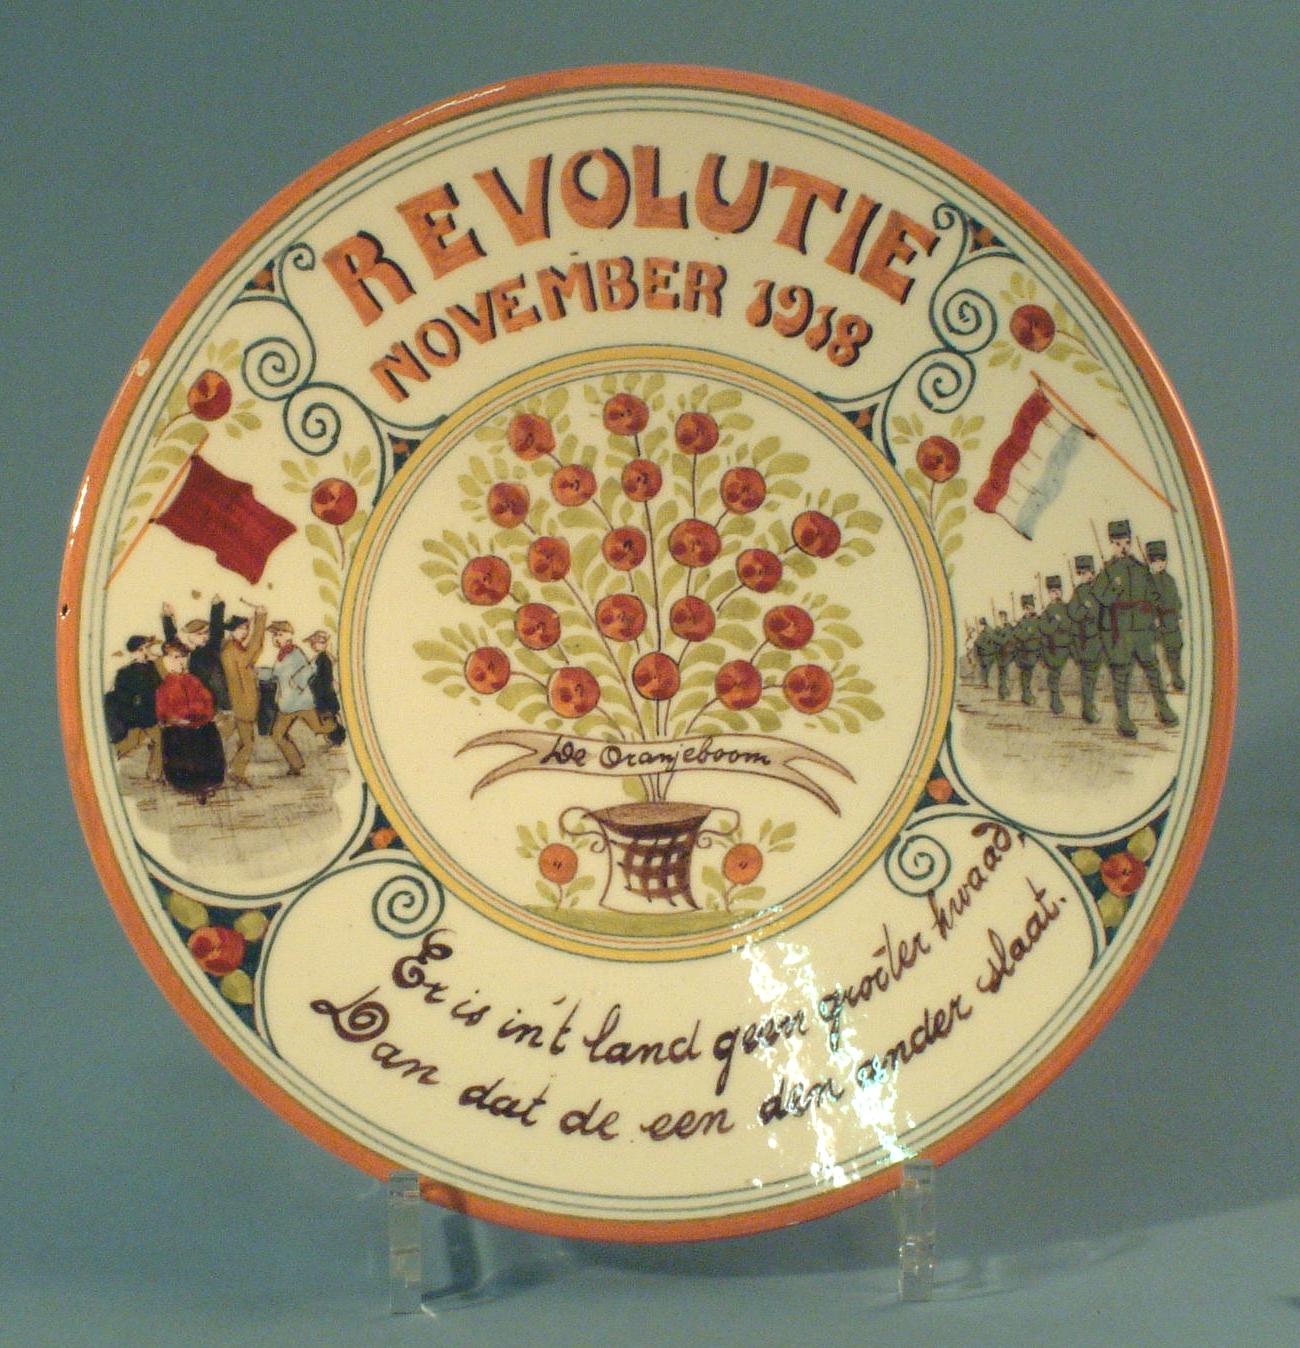 REVOLUTIE
NOVEMBER 1918
De Oranjeboom
Er is in't land geen grooter kwaad,
Dan dat de een den ander slaat.